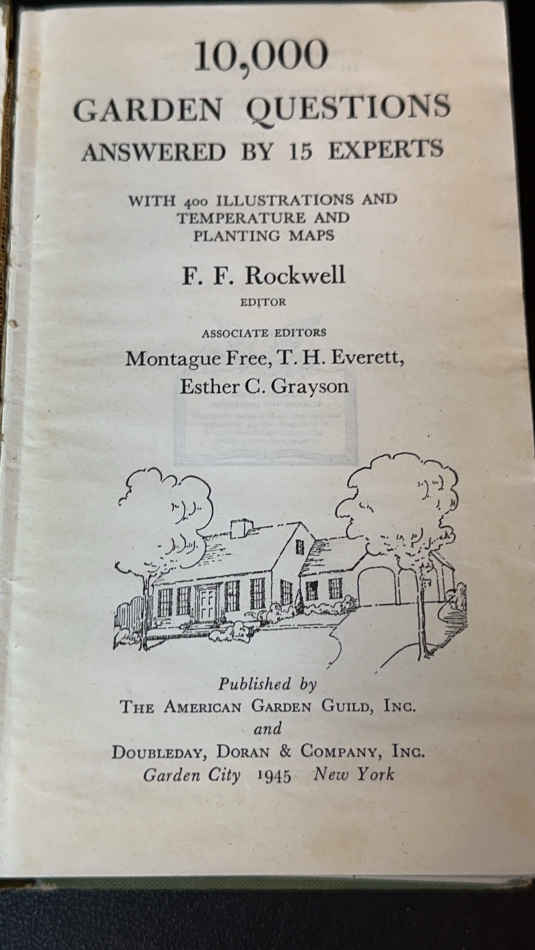 10,000
GARDEN QUESTIONS
ANSWERED BY 15 EXPERTS
WITH 400 ILLUSTRATIONS AND
TEMPERATURE AND
PLANTING MAPS
F. F. Rockwell
EDITOR
ASSOCIATE EDITORS
Montague Free, T. H. Everett,
Esther C. Grayson
Published by
THE AMERICAN GARDEN GUILD, INC.
and
DOUBLEDAY, DORAN & COMPANY, INC.
Garden City 1945 New York